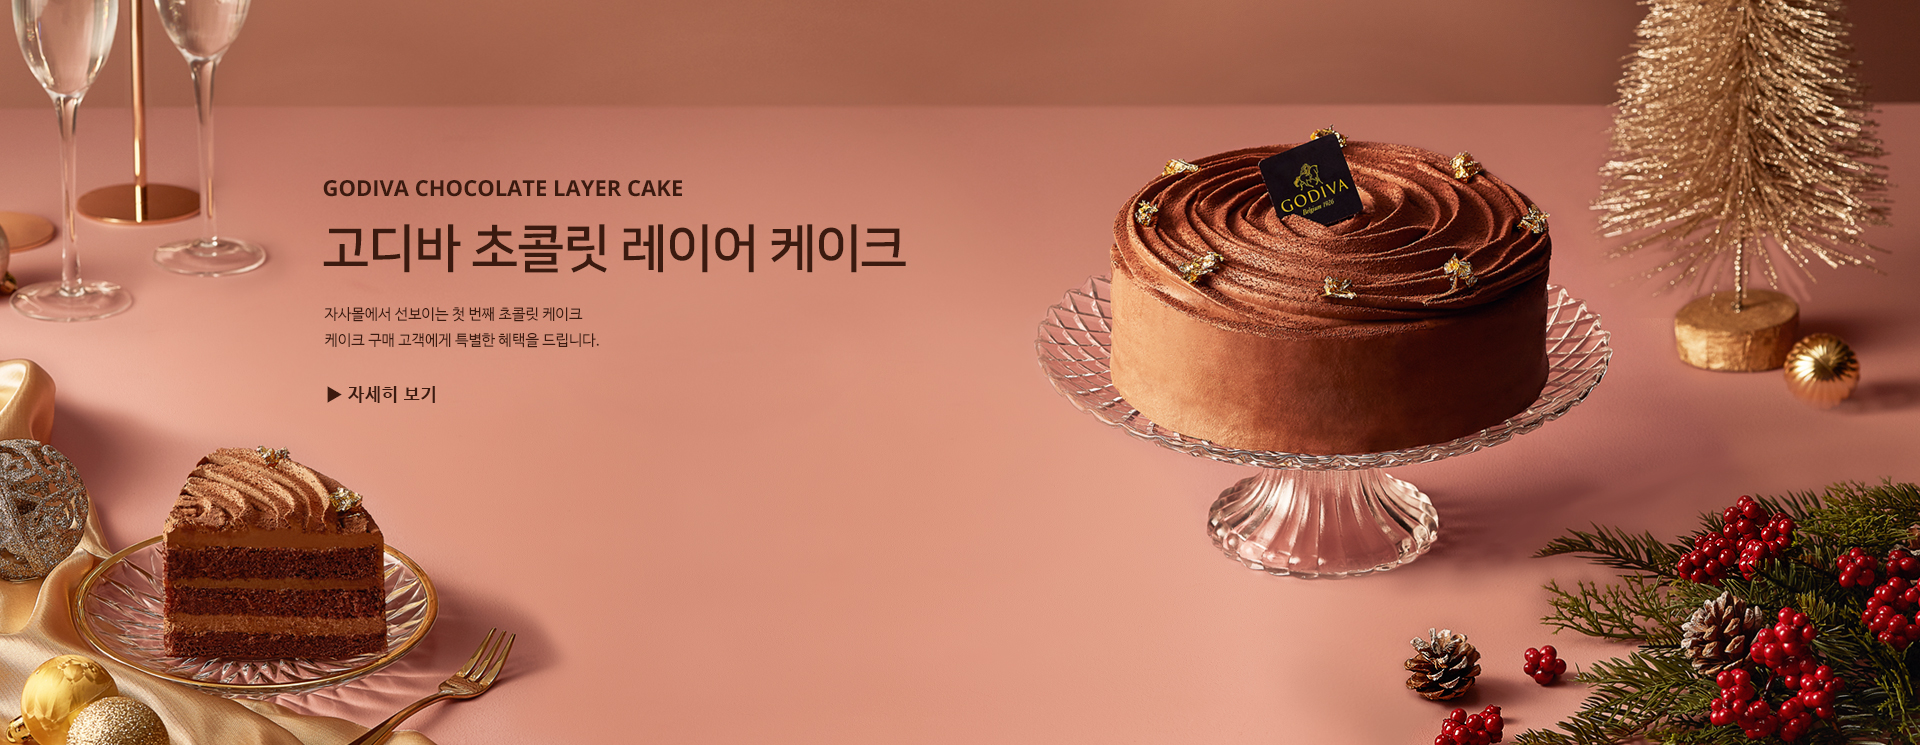 GODIVA CHOCOLATE LAYER CAKE
고디바 초콜릿 레이어 케이크
자사몰에서 선보이는 첫 번째 초콜릿 케이크
케이크 구매 고객에게 특별한 혜택을 드립니다.
▶ 자세히 보기
GODIVA
Belgium 1926